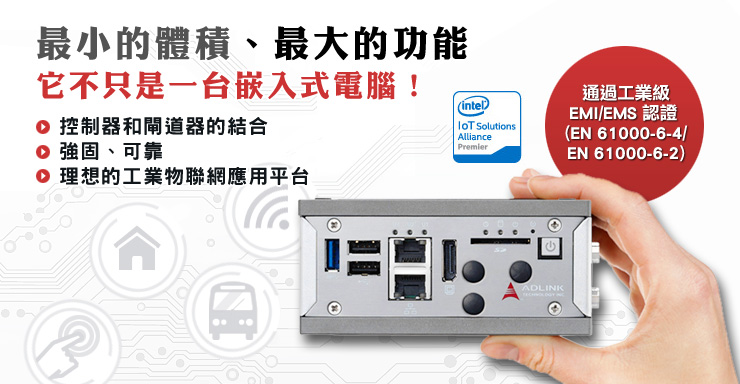 最小的體積、最大的功能
它不只是一台嵌入式電腦！
控制器和閘道器的結合
強固、可靠
理想的工業物聯網應用平台
intel
IoT Solutions
Alliance
Premier
通過工業級
EMI/EMS 認證
（EN 61000-6-4/
EN 61000-6-2）
ADLINK
TECHNOLOGY INC.